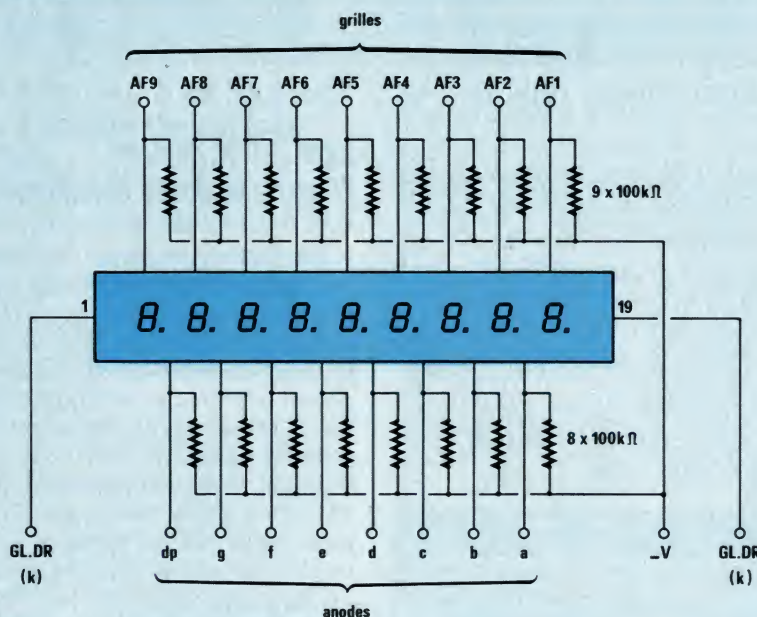 grilles
AF9 AF8 AF7 AF6 AF5 AF4 AF3 AF2 AF1
9 x 100kΩ
1 8. 8. 8. 8. 8. 8. 8. 8. 8. 19
8 x 100kΩ
GL.DR dp g f e d c b a _V GL.DR
(k) (k)
anodes